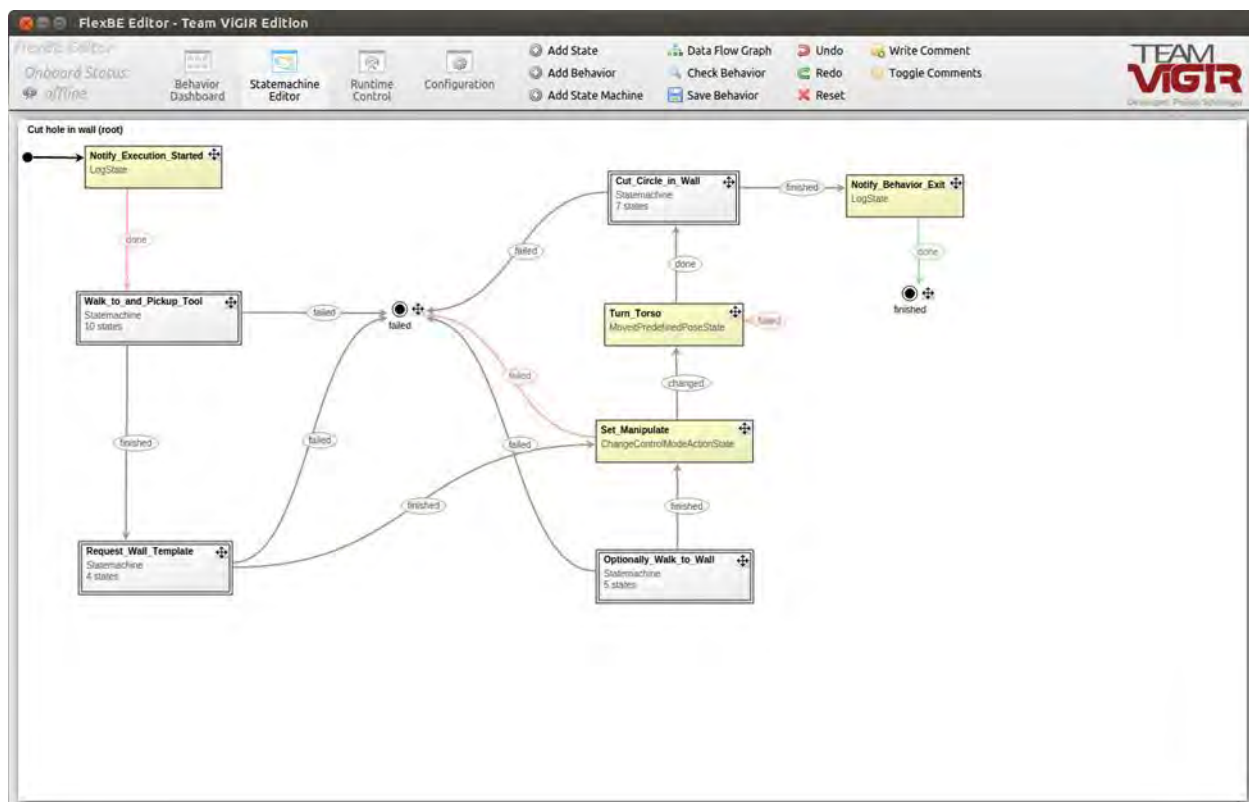 FlexBE Editor - Team ViGIR Edition
FlexBE Editor
Onboard Status:
offline
Behavior
Dashboard
Statemachine
Editor
Runtime
Control
Configuration
Add State
Add Behavior
Add State Machine
Data Flow Graph
Check Behavior
Save Behavior
Undo
Redo
Reset
Write Comment
Toggle Comments
TEAM
ViGIR
Cut hole in wall (root)
Notify_Execution_Started
LogState
done
Walk_to_and_Pickup_Tool
Statemachine
10 states
failed
finished
Request_Wall_Template
Statemachine
4 states
failed
finished
failed
failed
failed
failed
Cut_Circle_in_Wall
Statemachine
7 states
finished
done
Turn_Torso
MoveitPredefinedPoseState
failed
changed
Set_Manipulate
ChangeControlModeActionState
finished
Optionally_Walk_to_Wall
Statemachine
5 states
Notify_Behavior_Exit
LogState
done
finished